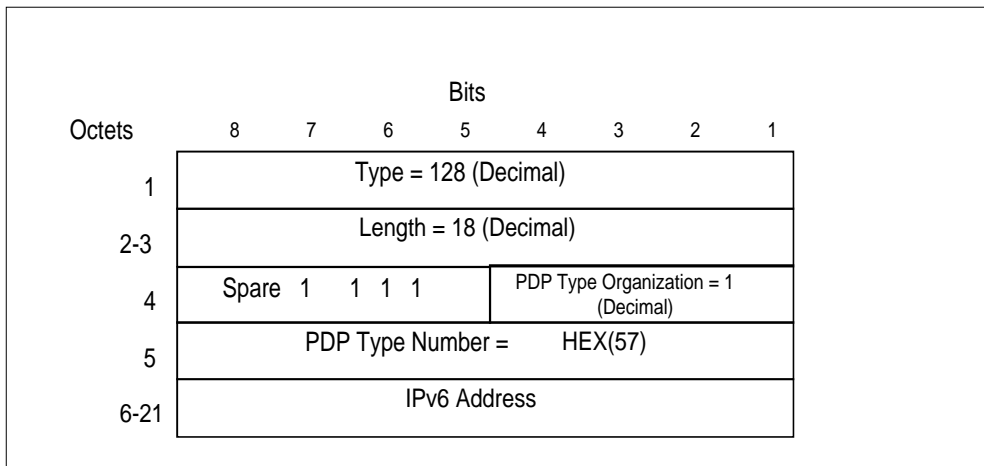 Bits
Octets 8 7 6 5 4 3 2 1
1 Type = 128 (Decimal)
2-3 Length = 18 (Decimal)
4 Spare 1 1 1 1 PDP Type Organization = 1
(Decimal)
5 PDP Type Number = HEX(57)
6-21 IPv6 Address